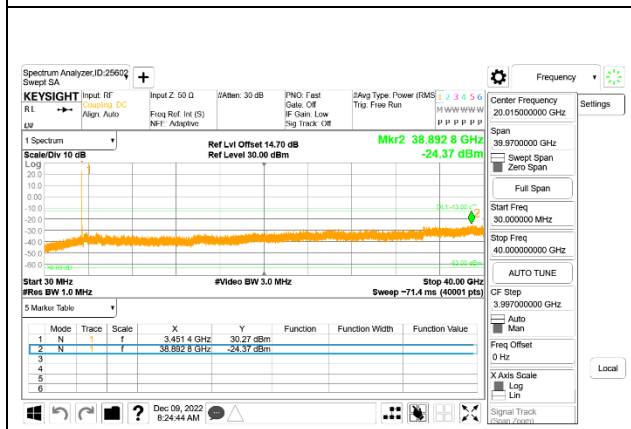 Spectrum Analyzer,ID:25602
Swept SA
+
Frequency
KEYSIGHT
RL
Input: RF
Coupling: DC
Align: Auto
Input Z: 50 Ω
Freq Ref: Int (S)
NFE: Adaptive
#Atten: 30 dB
PNO: Fast
Gate: Off
IF Gain: Low
Sig Track: Off
#Avg Type: Power (RMS
Trig: Free Run
1 2 3 4 5 6
M W W W W W
P P P P P P
Center Frequency
20.015000000 GHz
Settings
Span
39.9700000 GHz
Swept Span
Zero Span
Full Span
Start Freq
30.000000 MHz
Stop Freq
40.00000000 GHz
AUTO TUNE
CF Step
3.997000000 GHz
Auto
Man
Freq Offset
0 Hz
X Axis Scale
Log
Lin
Signal Track
(Span Zoom)
Local
1 Spectrum
Scale/Div 10 dB
Ref Lvl Offset 14.70 dB
Ref Level 30.00 dBm
Mkr2 38.892 8 GHz
-24.37 dBm
Log
20.0
10.0
0.00
-10.0
-20.0
-30.0
-40.0
-50.0
-60.0
2
Start 30 MHz
#Res BW 1.0 MHz
#Video BW 3.0 MHz
Stop 40.00 GHz
Sweep ~71.4 ms (40001 pts)
5 Marker Table
Mode Trace Scale X Y Function Function Width Function Value
1 N 1 f 3.451 4 GHz 30.27 dBm
2 N 1 f 38.892 8 GHz -24.37 dBm
3
4
5
6
?
Dec 09, 2022
8:24:44 AM